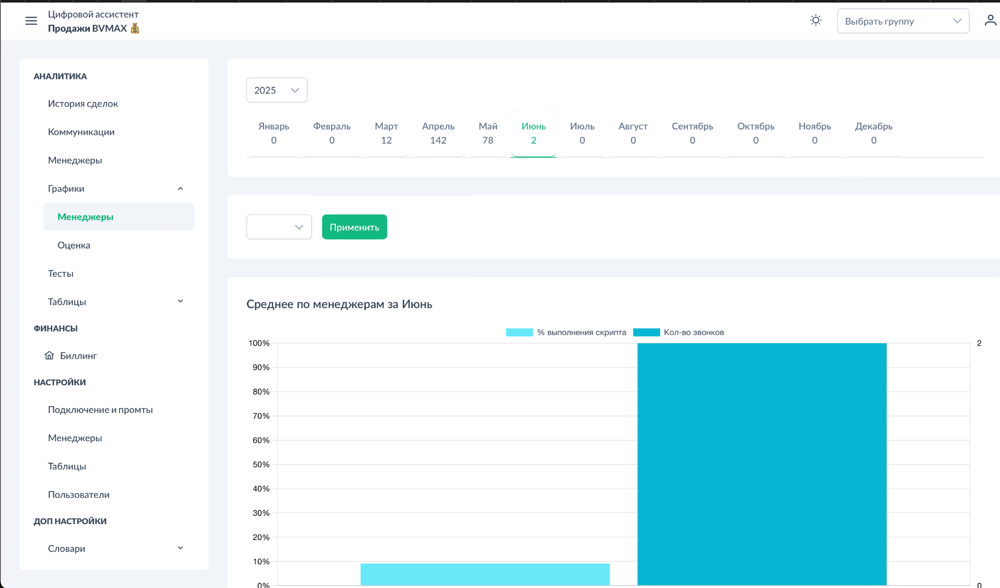 Цифровой ассистент
Продажи BVMAX 💰
Выбрать группу
АНАЛИТИКА
История сделок
Коммуникации
Менеджеры
Графики
Менеджеры
Оценка
Тесты
Таблицы
ФИНАНСЫ
Биллинг
НАСТРОЙКИ
Подключение и промты
Менеджеры
Таблицы
Пользователи
ДОП НАСТРОЙКИ
Словари
2025
Январь Февраль Март Апрель Май Июнь Июль Август Сентябрь Октябрь Ноябрь Декабрь
0 0 12 142 78 2 0 0 0 0 0 0
Применить
Среднее по менеджерам за Июнь
% выполнения скрипта Кол-во звонков
100% 2
90%
80%
70%
60%
50%
40%
30%
20%
10%
0% 0